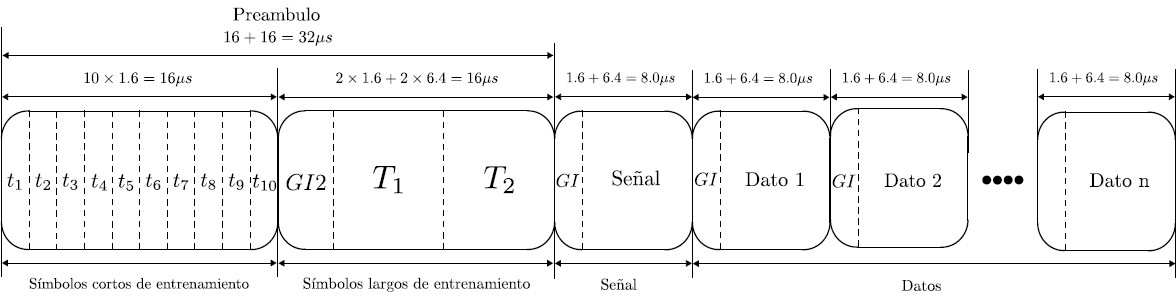 Preambulo
16 + 16 = 32μs
10 × 1.6 = 16μs
2 × 1.6 + 2 × 6.4 = 16μs
1.6 + 6.4 = 8.0μs
1.6 + 6.4 = 8.0μs
1.6 + 6.4 = 8.0μs
1.6 + 6.4 = 8.0μs
t1 t2 t3 t4 t5 t6 t7 t8 t9 t10
GI2 T1 T2
GI Señal
GI Dato 1
GI Dato 2
Dato n
Símbolos cortos de entrenamiento
Símbolos largos de entrenamiento
Señal
Datos